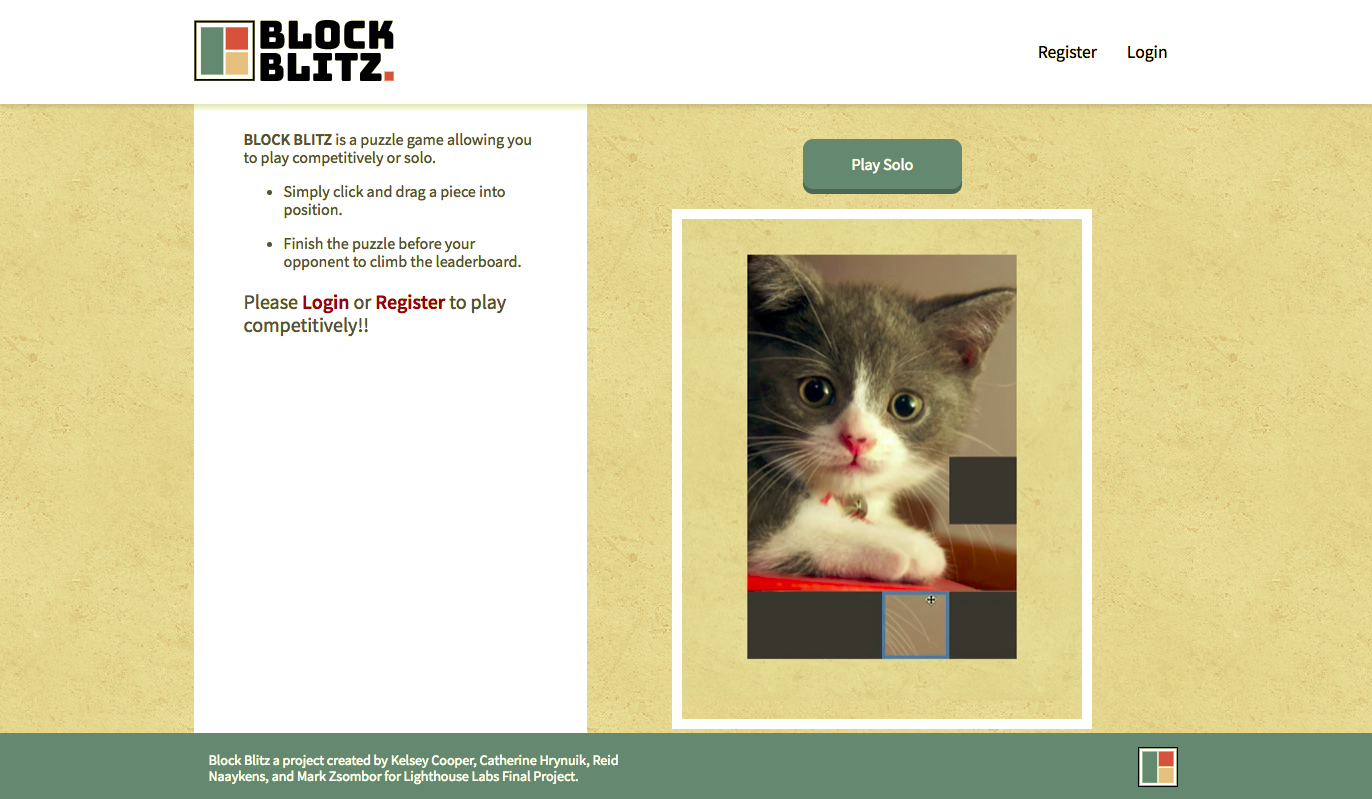 BLOCK
BLITZ.
Register
Login
BLOCK BLITZ is a puzzle game allowing you
to play competitively or solo.
• Simply click and drag a piece into
position.
• Finish the puzzle before your
opponent to climb the leaderboard.
Please Login or Register to play
competitively!!
Play Solo
Block Blitz a project created by Kelsey Cooper, Catherine Hrynuik, Reid
Naaykens, and Mark Zsombor for Lighthouse Labs Final Project.